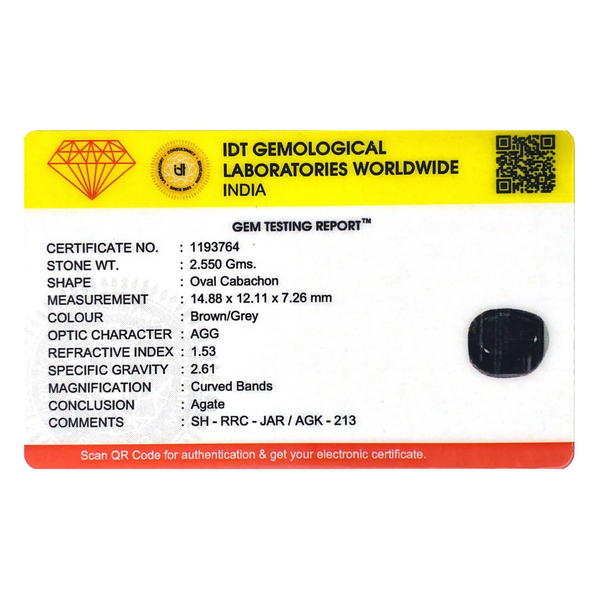 IDT GEMOLOGICAL
LABORATORIES WORLDWIDE
INDIA
GEM TESTING REPORT™
CERTIFICATE NO. : 1193764
STONE WT. : 2.550 Gms.
SHAPE : Oval Cabachon
MEASUREMENT : 14.88 x 12.11 x 7.26 mm
COLOUR : Brown/Grey
OPTIC CHARACTER : AGG
REFRACTIVE INDEX : 1.53
SPECIFIC GRAVITY : 2.61
MAGNIFICATION : Curved Bands
CONCLUSION : Agate
COMMENTS : SH - RRC - JAR / AGK - 213
Scan QR Code for authentication & get your electronic certificate.